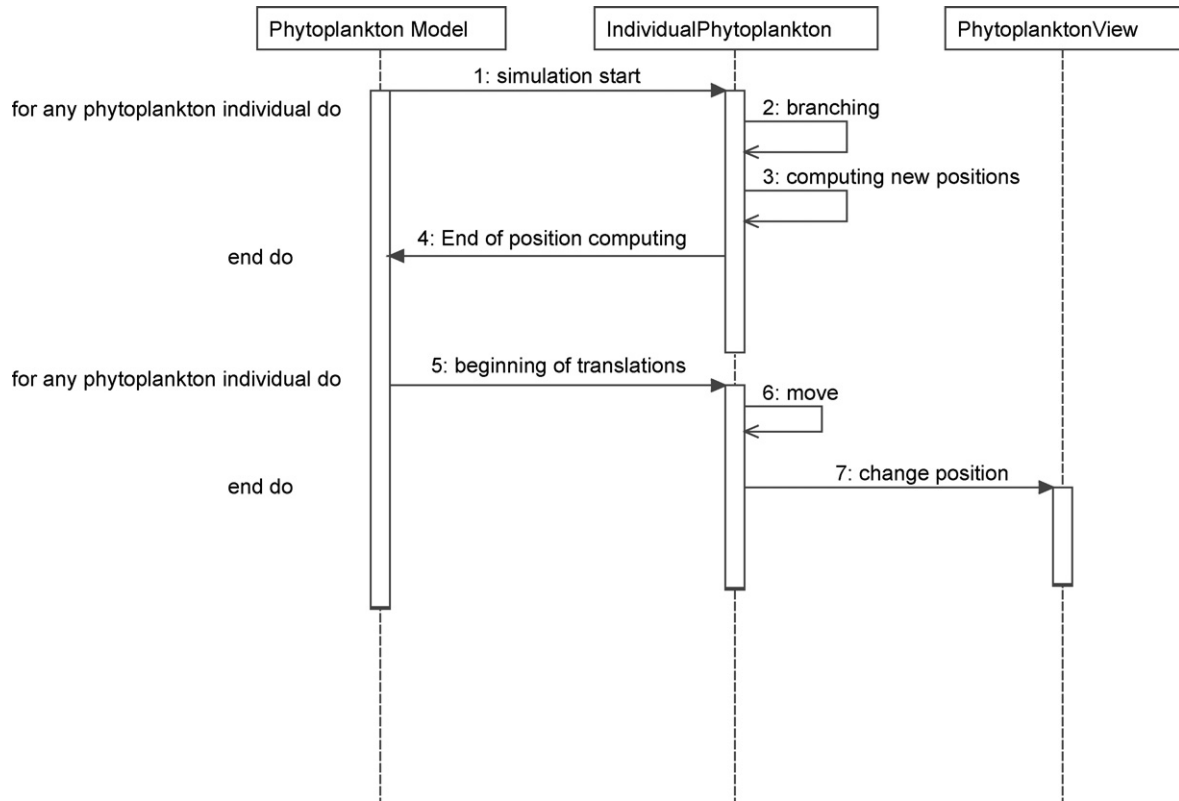 Phytoplankton Model
IndividualPhytoplankton
PhytoplanktonView
1: simulation start
for any phytoplankton individual do
2: branching
3: computing new positions
4: End of position computing
end do
5: beginning of translations
for any phytoplankton individual do
6: move
7: change position
end do